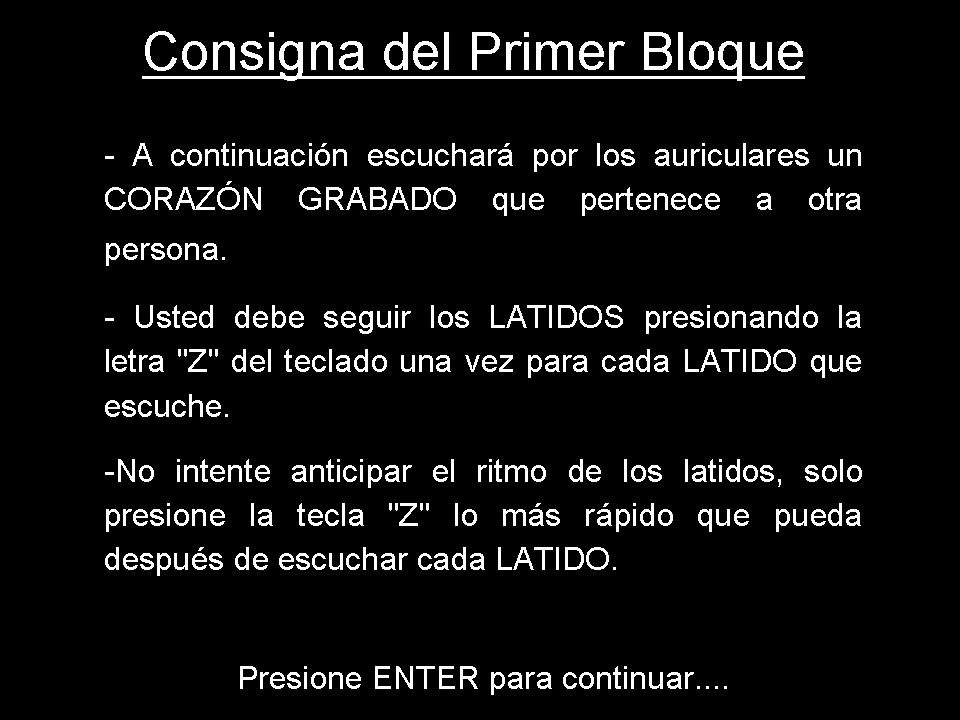 Consigna del Primer Bloque
- A continuación escuchará por los auriculares un
CORAZÓN GRABADO que pertenece a otra
persona.
- Usted debe seguir los LATIDOS presionando la
letra "Z" del teclado una vez para cada LATIDO que
escuche.
-No intente anticipar el ritmo de los latidos, solo
presione la tecla "Z" lo más rápido que pueda
después de escuchar cada LATIDO.
Presione ENTER para continuar....